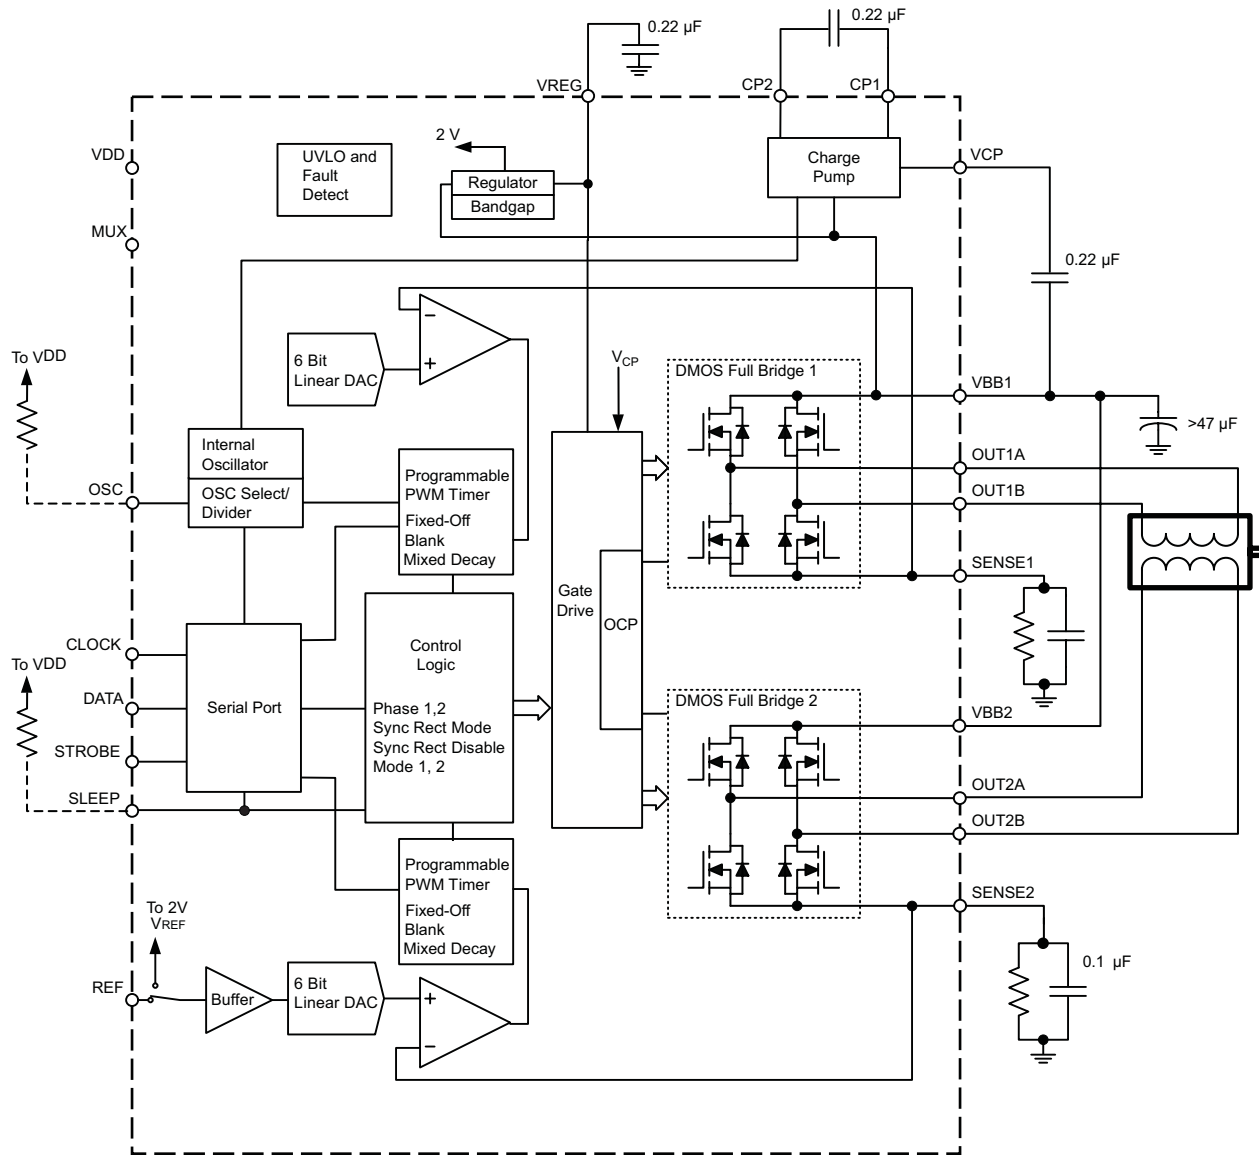 0.22 µF
0.22 µF
VREG
CP2
CP1
VDD
UVLO and
Fault
Detect
2 V
Regulator
Bandgap
Charge
Pump
VCP
MUX
0.22 µF
To VDD
6 Bit
Linear DAC
−
+
VCP
DMOS Full Bridge 1
VBB1
>47 µF
Internal
Oscillator
OSC Select/
Divider
OSC
Programmable
PWM Timer
Fixed-Off
Blank
Mixed Decay
OUT1A
OUT1B
SENSE1
Gate
Drive
OCP
CLOCK
To VDD
DATA
STROBE
SLEEP
Serial Port
Control
Logic
Phase 1,2
Sync Rect Mode
Sync Rect Disable
Mode 1, 2
DMOS Full Bridge 2
VBB2
OUT2A
OUT2B
Programmable
PWM Timer
Fixed-Off
Blank
Mixed Decay
SENSE2
0.1 µF
To 2V
VREF
REF
Buffer
6 Bit
Linear DAC
+
−